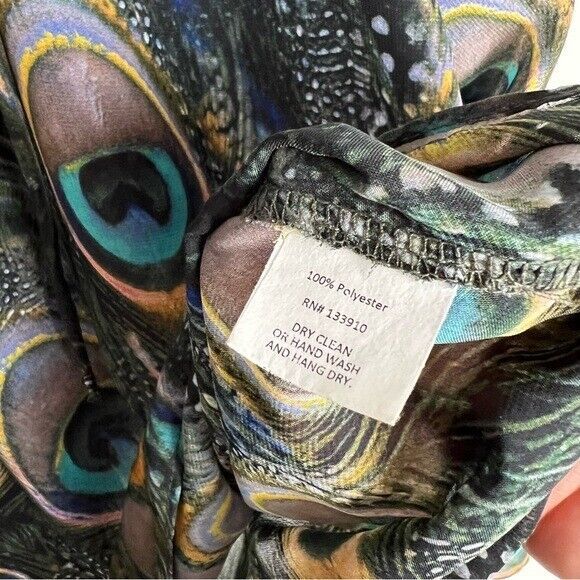 100% Polyester
RN# 133910
DRY CLEAN
OR HAND WASH
AND HANG DRY.